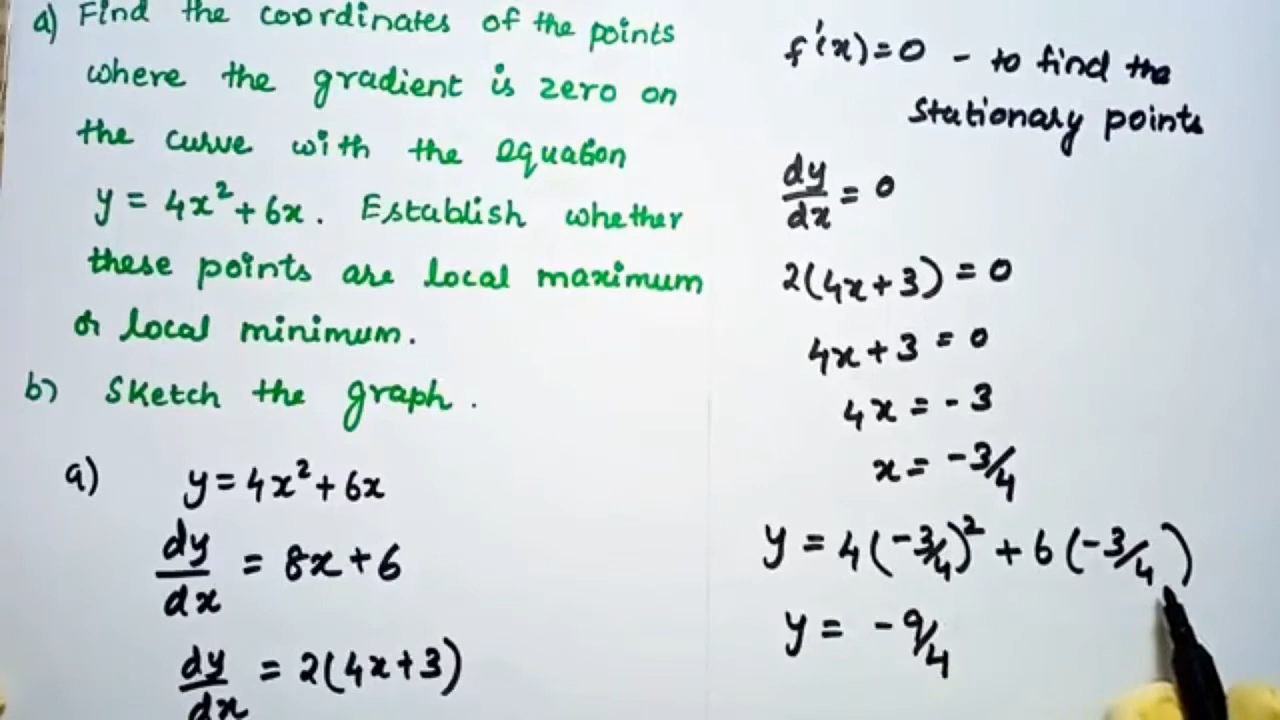 a) Find the coordinates of the points
where the gradient is zero on
the curve with the equation
y = 4x² + 6x. Establish whether
these points are local maximum
or local minimum.
b) Sketch the graph.
a) y = 4x² + 6x
dy/dx = 8x + 6
dy/dx = 2(4x+3)
f'(x) = 0 - to find the
stationary points
dy/dx = 0
2(4x+3) = 0
4x + 3 = 0
4x = -3
x = -3/4
y = 4(-3/4)² + 6(-3/4)
y = -9/4